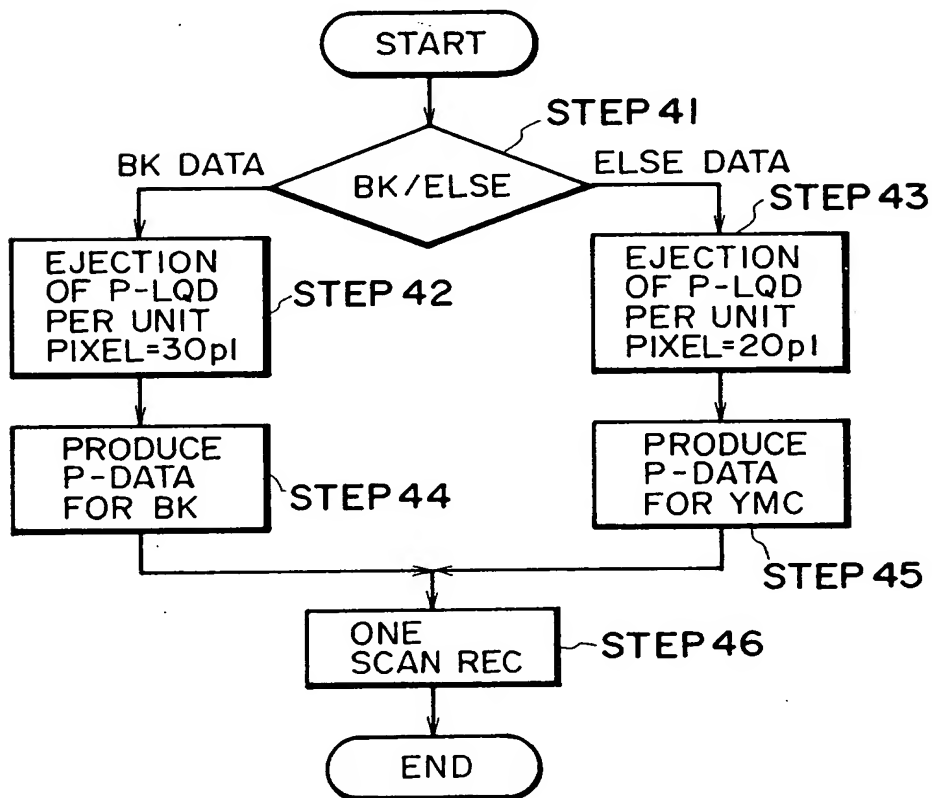 START
STEP 41
BK DATA
BK/ELSE
ELSE DATA
STEP 43
EJECTION
OF P-LQD
PER UNIT
PIXEL=30pl
STEP 42
EJECTION
OF P-LQD
PER UNIT
PIXEL=20pl
PRODUCE
P-DATA
FOR BK
STEP 44
PRODUCE
P-DATA
FOR YMC
STEP 45
ONE
SCAN REC
STEP 46
END